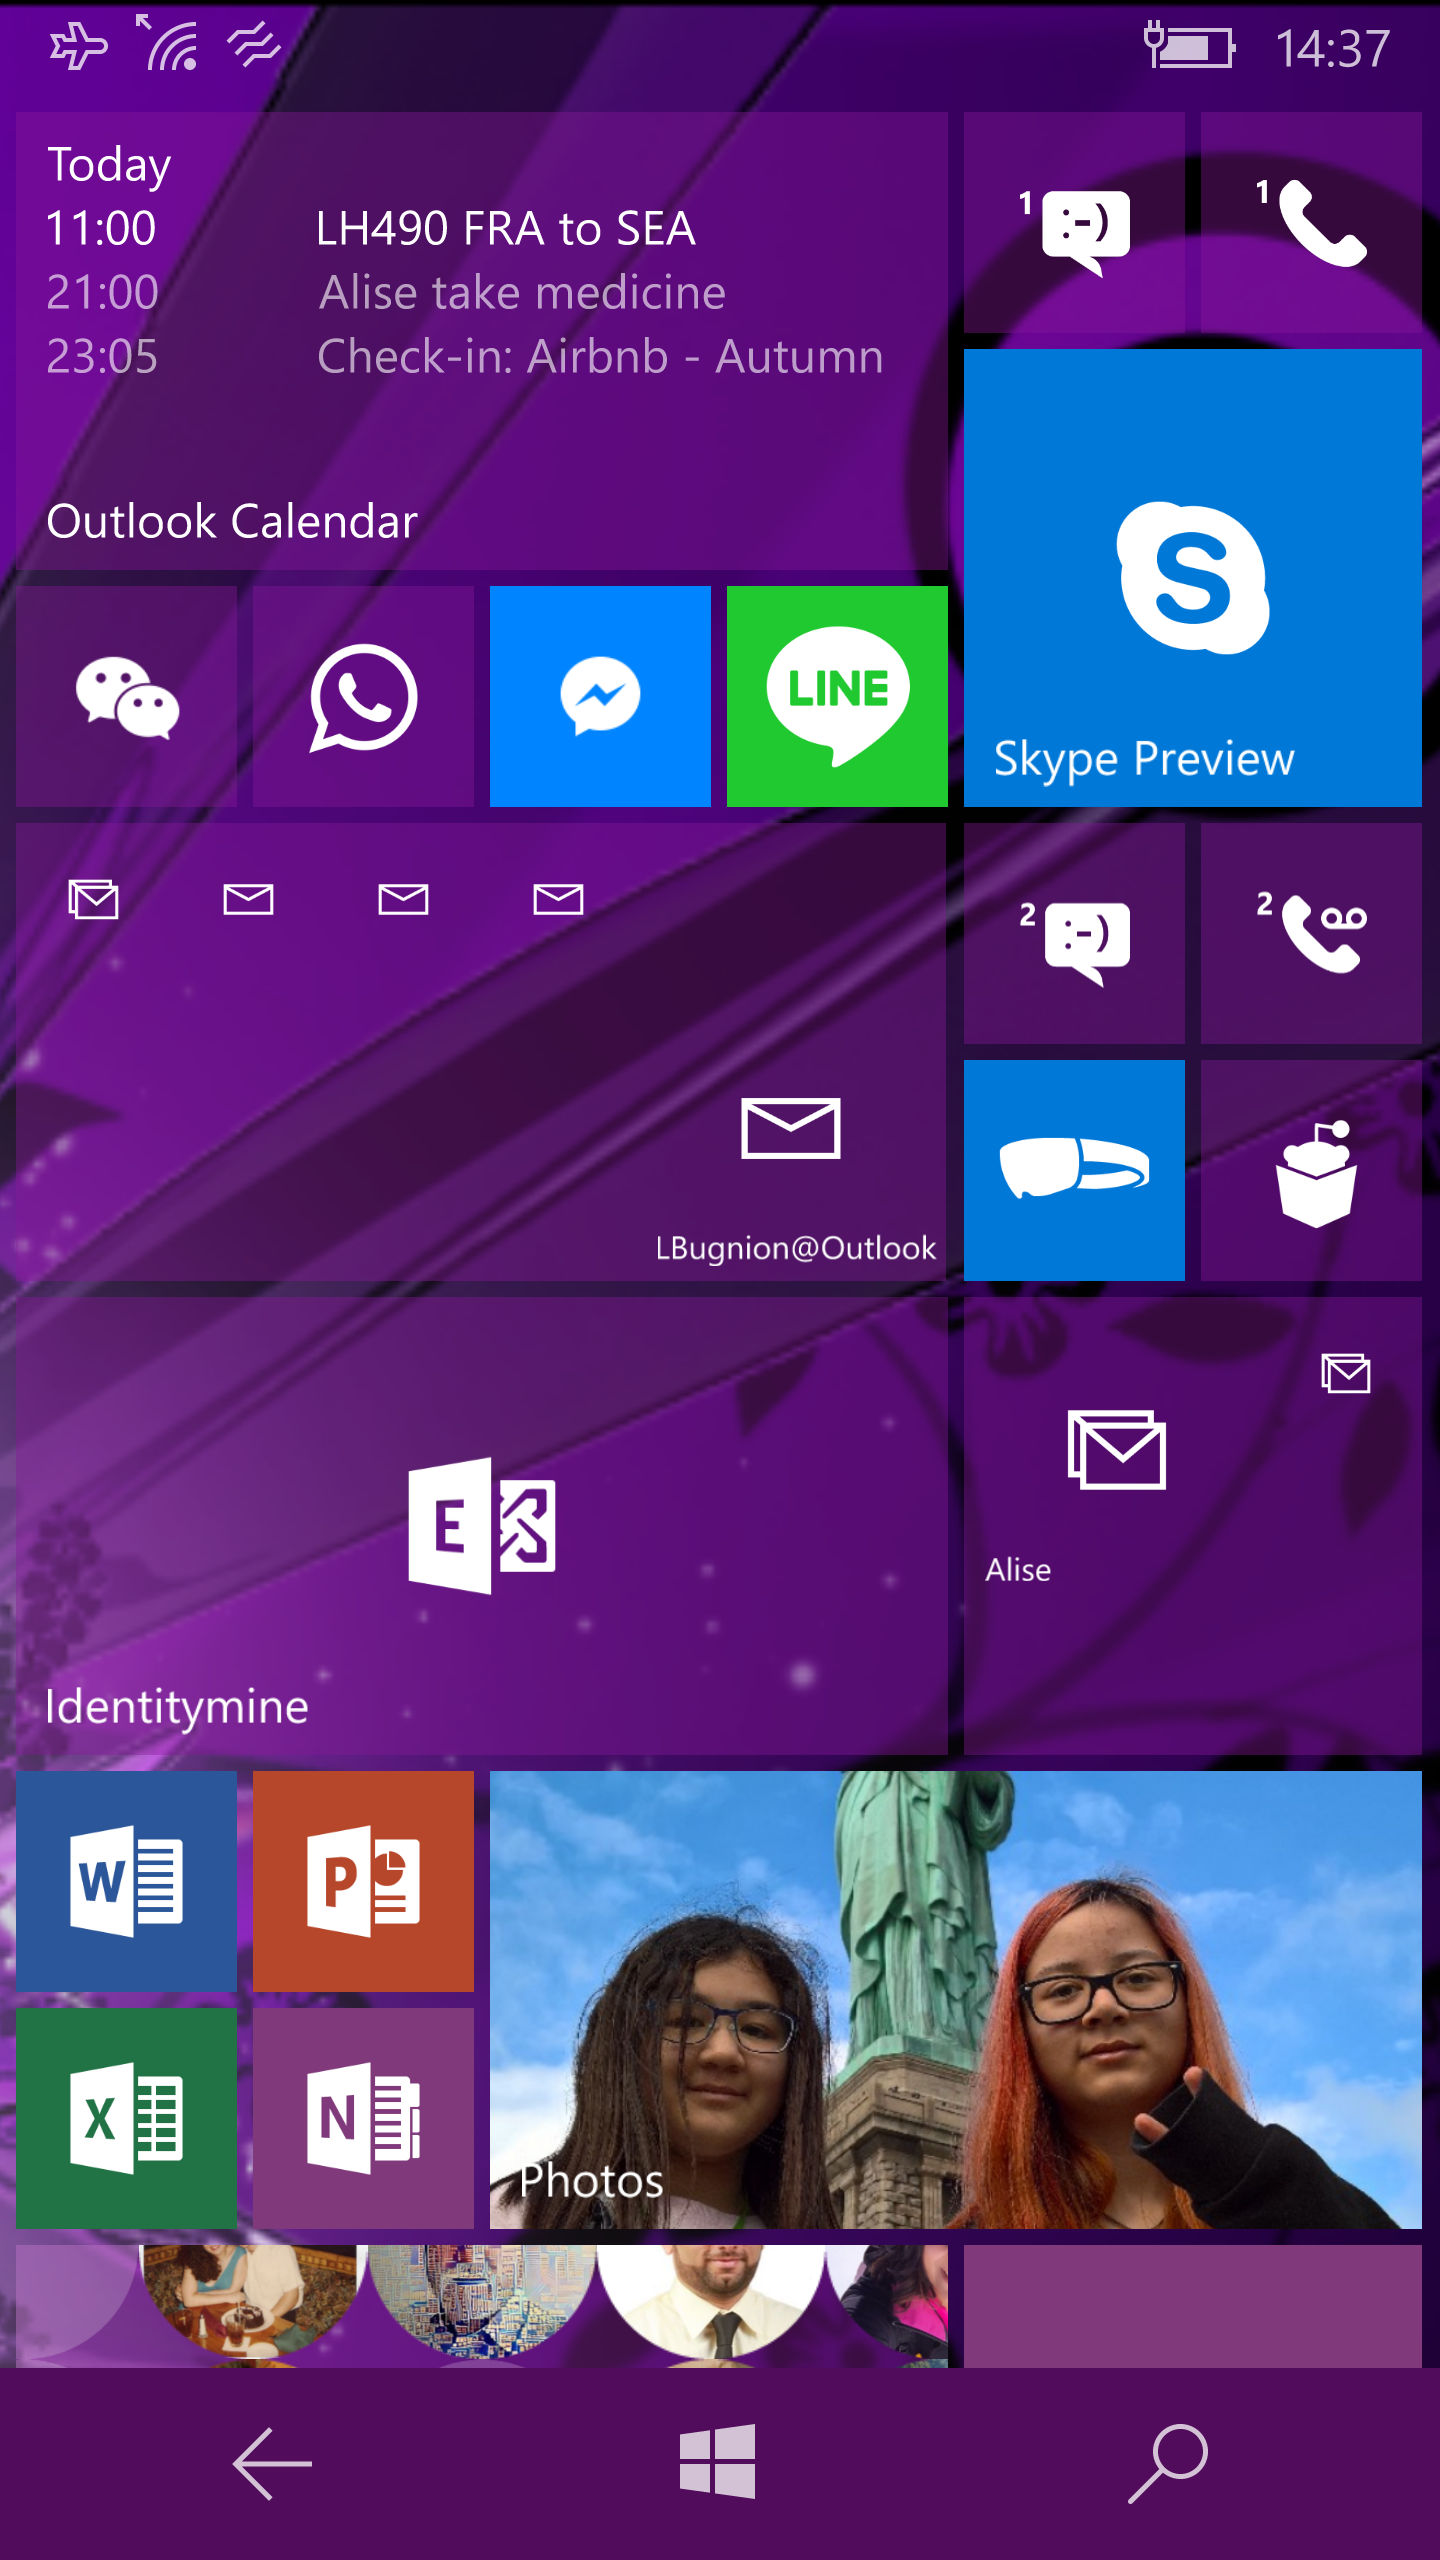 14:37
Today
11:00 LH490 FRA to SEA
21:00 Alise take medicine
23:05 Check-in: Airbnb - Autumn
Outlook Calendar
1 :-)
1
S
Skype Preview
LINE
2 :-)
2
LBugnion@Outlook
E
Identitymine
Alise
W
P
X
N
Photos